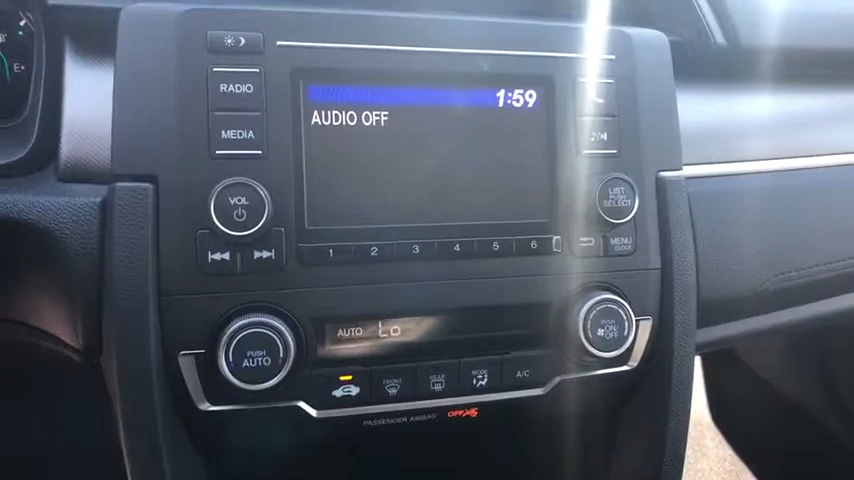 E
RADIO
1:59
AUDIO OFF
MEDIA
VOL
LIST
PUSH
SELECT
1 2 3 4 5 6
MENU
CLOCK
AUTO Lo
PUSH
AUTO
PUSH
ON/OFF
FRONT
REAR
MODE
A/C
PASSENGER AIRBAG OFF